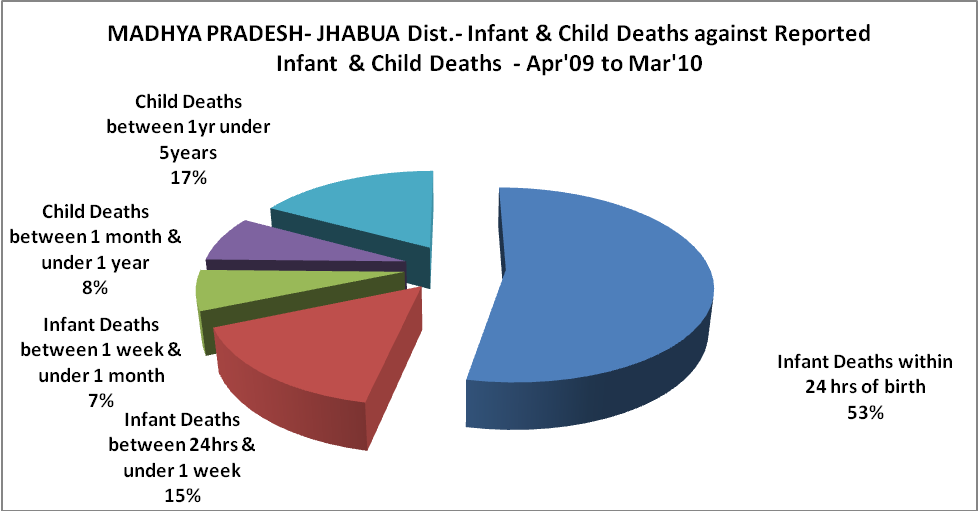 MADHYA PRADESH- JHABUA Dist.- Infant & Child Deaths against Reported
Infant & Child Deaths - Apr'09 to Mar'10
Child Deaths
between 1yr under
5years
17%
Child Deaths
between 1 month &
under 1 year
8%
Infant Deaths
between 1 week &
under 1 month
7%
Infant Deaths
between 24hrs &
under 1 week
15%
Infant Deaths within
24 hrs of birth
53%